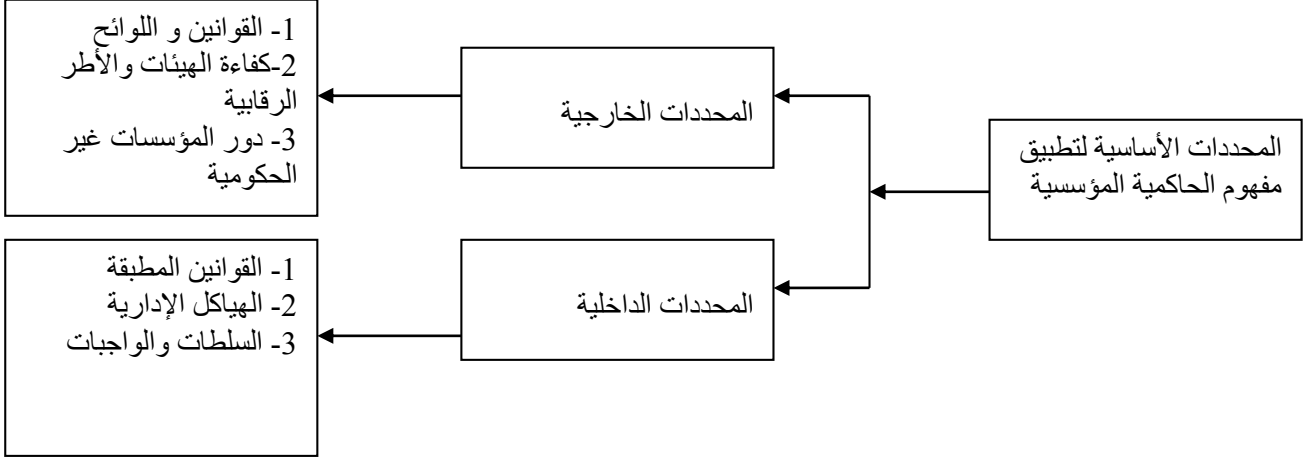 المحددات الأساسية لتطبيق
مفهوم الحاكمية المؤسسية
المحددات الخارجية
1- القوانين و اللوائح
2-كفاءة الهيئات والأطر
الرقابية
3- دور المؤسسات غير
الحكومية
المحددات الداخلية
1- القوانين المطبقة
2- الهياكل الإدارية
3- السلطات والواجبات